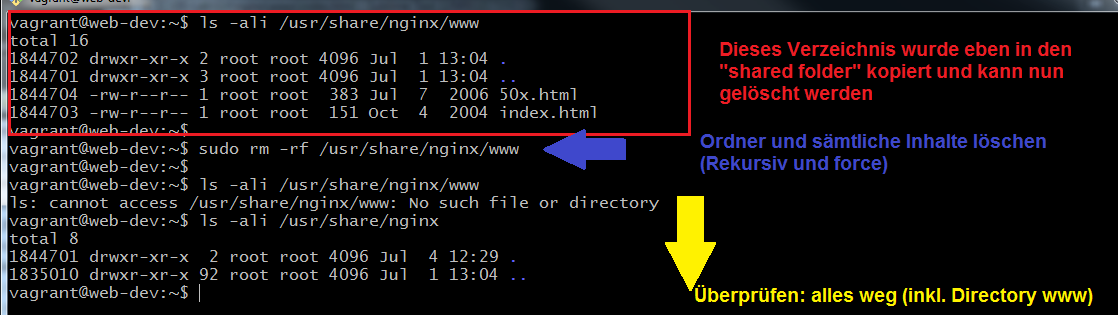 vagrant@web-dev:~$ ls -ali /usr/share/nginx/www
total 16
1844702 drwxr-xr-x 2 root root 4096 Jul  1 13:04 .
1844701 drwxr-xr-x 3 root root 4096 Jul  1 13:04 ..
1844704 -rw-r--r-- 1 root root  383 Jul  7  2006 50x.html
1844703 -rw-r--r-- 1 root root  151 Oct  4  2004 index.html
vagrant@web-dev:~$
Dieses Verzeichnis wurde eben in den
"shared folder" kopiert und kann nun
gelöscht werden
vagrant@web-dev:~$ sudo rm -rf /usr/share/nginx/www
Ordner und sämtliche Inhalte löschen
(Rekursiv und force)
vagrant@web-dev:~$
vagrant@web-dev:~$ ls -ali /usr/share/nginx/www
ls: cannot access /usr/share/nginx/www: No such file or directory
vagrant@web-dev:~$ ls -ali /usr/share/nginx
total 8
1844701 drwxr-xr-x  2 root root 4096 Jul  4 12:29 .
1835010 drwxr-xr-x 92 root root 4096 Jul  1 13:04 ..
vagrant@web-dev:~$
Überprüfen: alles weg (inkl. Directory www)